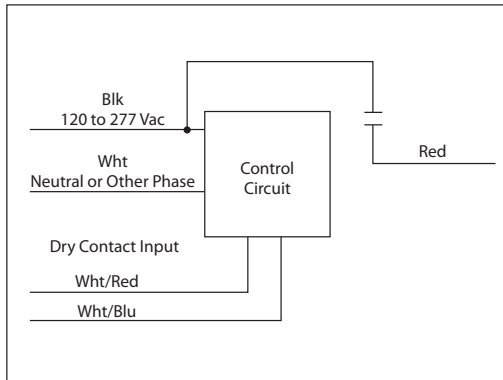 Blk
120 to 277 Vac
Wht
Neutral or Other Phase
Control
Circuit
Red
Dry Contact Input
Wht/Red
Wht/Blu